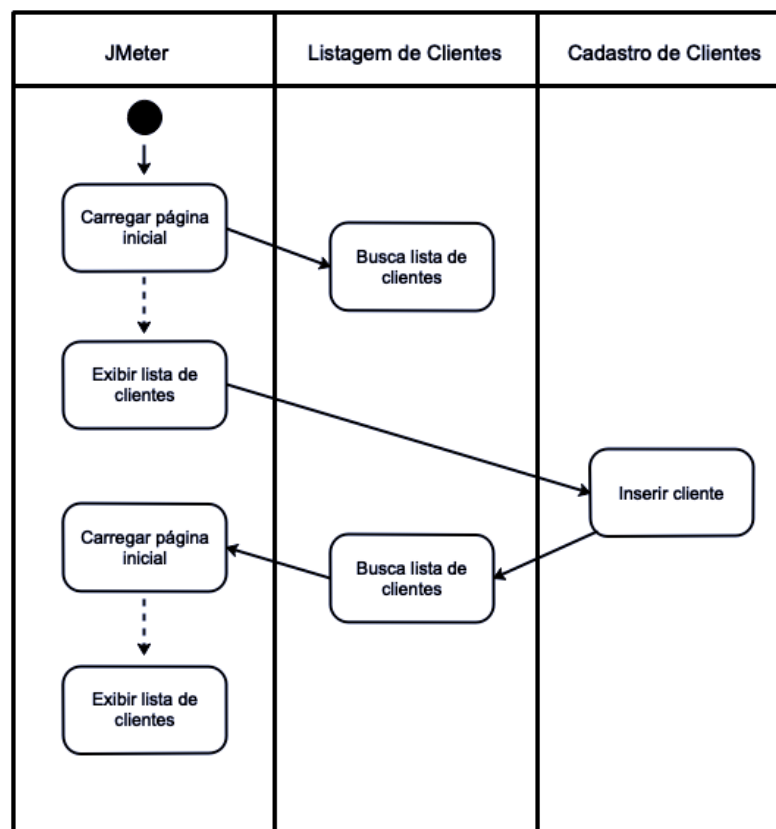 JMeter
Listagem de Clientes
Cadastro de Clientes
Carregar página
inicial
Busca lista de
clientes
Exibir lista de
clientes
Inserir cliente
Carregar página
inicial
Busca lista de
clientes
Exibir lista de
clientes